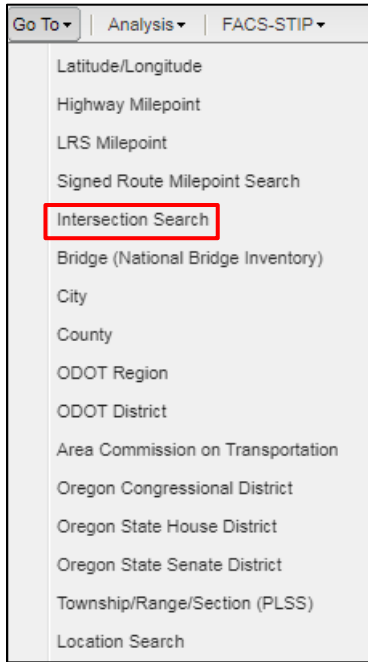 Go To Analysis FACS-STIP
Latitude/Longitude
Highway Milepoint
LRS Milepoint
Signed Route Milepoint Search
Intersection Search
Bridge (National Bridge Inventory)
City
County
ODOT Region
ODOT District
Area Commission on Transportation
Oregon Congressional District
Oregon State House District
Oregon State Senate District
Township/Range/Section (PLSS)
Location Search